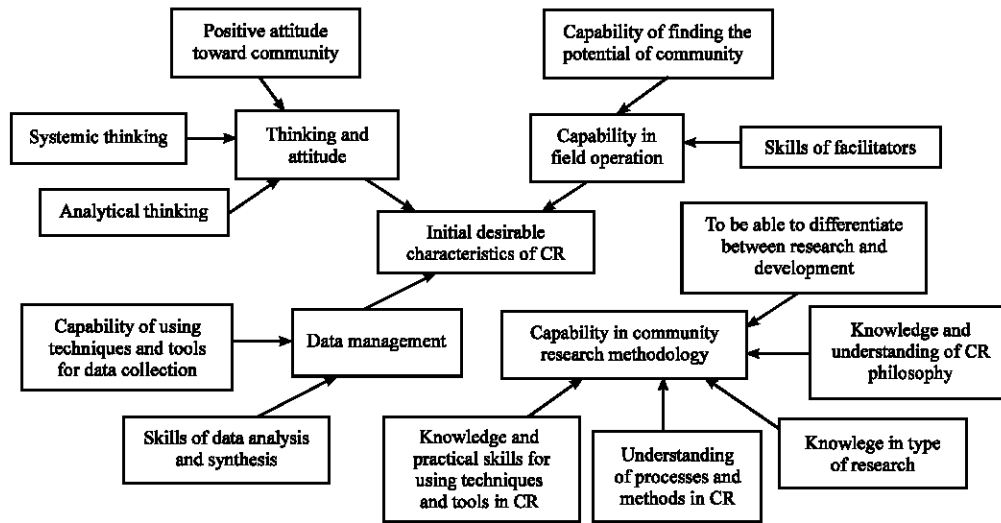 Positive attitude
toward community
Capability of finding the
potential of community
Systemic thinking
Thinking and
attitude
Capability in
field operation
Skills of facilitators
Analytical thinking
Initial desirable
characteristics of CR
To be able to differentiate
between research and
development
Capability of using
techniques and tools
for data collection
Data management
Capability in community
research methodology
Knowledge and
understanding of CR
philosophy
Skills of data analysis
and synthesis
Knowledge and
practical skills for
using techniques
and tools in CR
Understanding
of processes and
methods in CR
Knowlege in type
of research